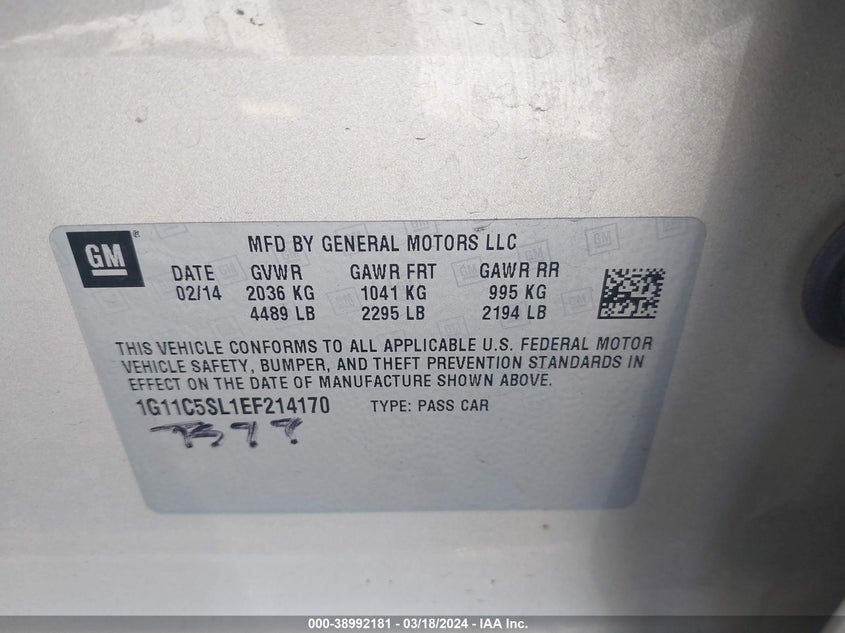 GM
MFD BY GENERAL MOTORS LLC
DATE GVWR GAWR FRT GAWR RR
02/14 2036 KG 1041 KG 995 KG
4489 LB 2295 LB 2194 LB
THIS VEHICLE CONFORMS TO ALL APPLICABLE U.S. FEDERAL MOTOR
VEHICLE SAFETY, BUMPER, AND THEFT PREVENTION STANDARDS IN
EFFECT ON THE DATE OF MANUFACTURE SHOWN ABOVE.
1G11C5SL1EF214170 TYPE: PASS CAR
000-38992181 - 03/18/2024 - IAA Inc.